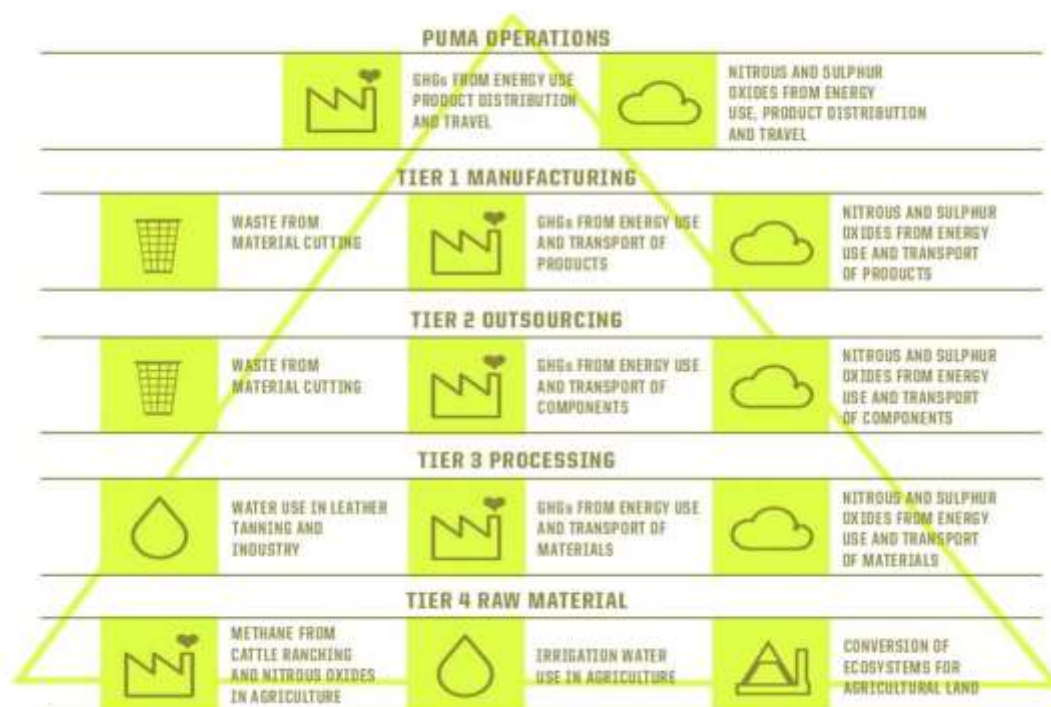 PUMA OPERATIONS
GHGs FROM ENERGY USE
PRODUCT DISTRIBUTION
AND TRAVEL
NITROUS AND SULPHUR
OXIDES FROM ENERGY
USE, PRODUCT DISTRIBUTION
AND TRAVEL
TIER 1 MANUFACTURING
WASTE FROM
MATERIAL CUTTING
GHGs FROM ENERGY USE
AND TRANSPORT OF
PRODUCTS
NITROUS AND SULPHUR
OXIDES FROM ENERGY
USE AND TRANSPORT
OF PRODUCTS
TIER 2 OUTSOURCING
WASTE FROM
MATERIAL CUTTING
GHGs FROM ENERGY USE
AND TRANSPORT OF
COMPONENTS
NITROUS AND SULPHUR
OXIDES FROM ENERGY
USE AND TRANSPORT
OF COMPONENTS
TIER 3 PROCESSING
WATER USE IN LEATHER
TANNING AND
INDUSTRY
GHGs FROM ENERGY USE
AND TRANSPORT OF
MATERIALS
NITROUS AND SULPHUR
OXIDES FROM ENERGY
USE AND TRANSPORT
OF MATERIALS
TIER 4 RAW MATERIAL
METHANE FROM
CATTLE RANCHING
AND NITROUS OXIDES
IN AGRICULTURE
IRRIGATION WATER
USE IN AGRICULTURE
CONVERSION OF
ECOSYSTEMS FOR
AGRICULTURAL LAND